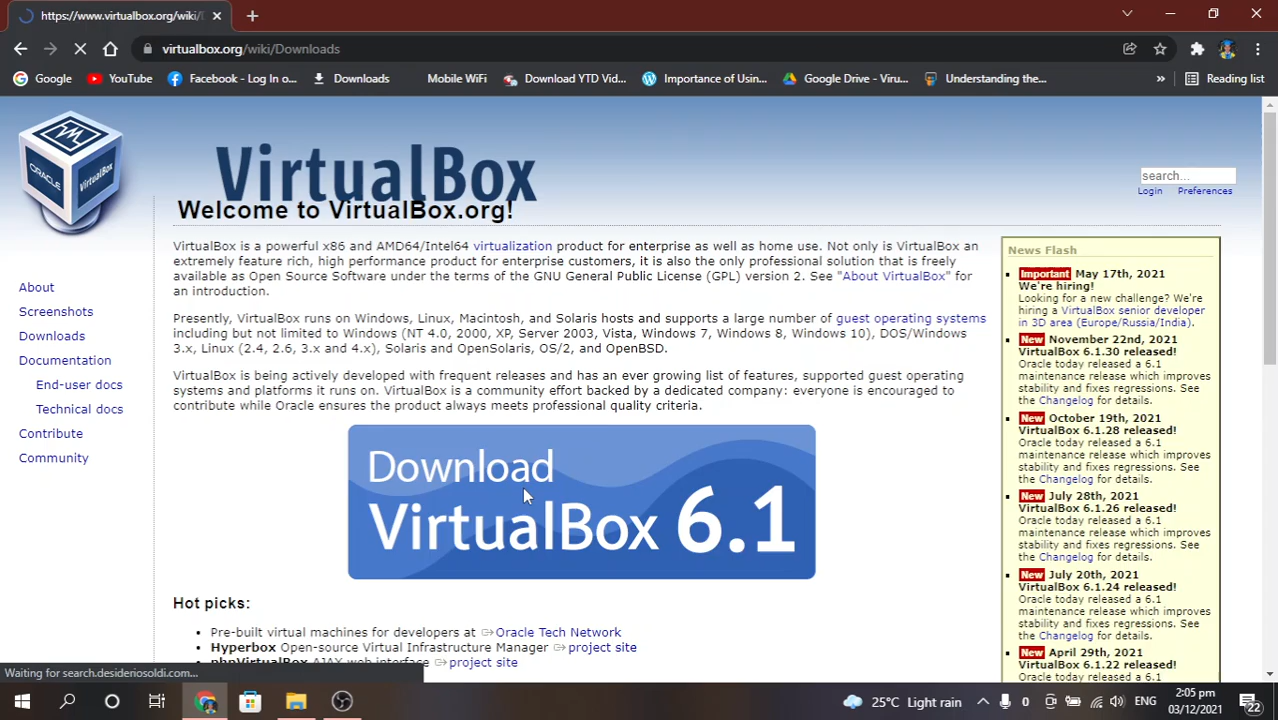 https://www.virtualbox.org/wiki/
virtualbox.org/wiki/Downloads
Google
YouTube
Facebook - Log In o...
Downloads
Mobile WiFi
Download YTD Vid...
Importance of Usin...
Google Drive - Viru...
Understanding the...
»
Reading list
ORACLE
VirtualBox
VirtualBox
search...
Login
Preferences
Welcome to VirtualBox.org!
VirtualBox is a powerful x86 and AMD64/Intel64 virtualization product for enterprise as well as home use. Not only is VirtualBox an
extremely feature rich, high performance product for enterprise customers, it is also the only professional solution that is freely
available as Open Source Software under the terms of the GNU General Public License (GPL) version 2. See "About VirtualBox" for
an introduction.
Presently, VirtualBox runs on Windows, Linux, Macintosh, and Solaris hosts and supports a large number of guest operating systems
including but not limited to Windows (NT 4.0, 2000, XP, Server 2003, Vista, Windows 7, Windows 8, Windows 10), DOS/Windows
3.x, Linux (2.4, 2.6, 3.x and 4.x), Solaris and OpenSolaris, OS/2, and OpenBSD.
VirtualBox is being actively developed with frequent releases and has an ever growing list of features, supported guest operating
systems and platforms it runs on. VirtualBox is a community effort backed by a dedicated company: everyone is encouraged to
contribute while Oracle ensures the product always meets professional quality criteria.
About
Screenshots
Downloads
Documentation
End-user docs
Technical docs
Contribute
Community
Download
VirtualBox 6.1
Hot picks:
• Pre-built virtual machines for developers at Oracle Tech Network
• Hyperbox Open-source Virtual Infrastructure Manager project site
• phpVirtualBox AJAX web interface project site
News Flash
Important May 17th, 2021
We're hiring!
Looking for a new challenge? We're
hiring a VirtualBox senior developer
in 3D area (Europe/Russia/India).
New November 22nd, 2021
VirtualBox 6.1.30 released!
Oracle today released a 6.1
maintenance release which improves
stability and fixes regressions. See
the Changelog for details.
New October 19th, 2021
VirtualBox 6.1.28 released!
Oracle today released a 6.1
maintenance release which improves
stability and fixes regressions. See
the Changelog for details.
New July 28th, 2021
VirtualBox 6.1.26 released!
Oracle today released a 6.1
maintenance release which improves
stability and fixes regressions. See
the Changelog for details.
New July 20th, 2021
VirtualBox 6.1.24 released!
Oracle today released a 6.1
maintenance release which improves
stability and fixes regressions. See
the Changelog for details.
New April 29th, 2021
VirtualBox 6.1.22 released!
Oracle today released a 6.1
Waiting for search.desideriosoldi.com...
25°C Light rain
0
ENG
2:05 pm
03/12/2021
22